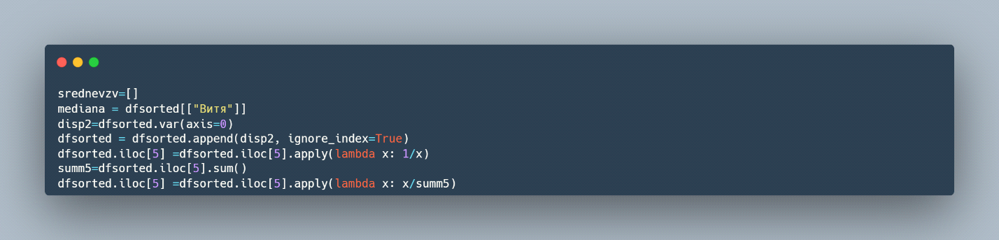 srednevzv=[]
mediana = dfsorted[["Витя"]]
disp2=dfsorted.var(axis=0)
dfsorted = dfsorted.append(disp2, ignore_index=True)
dfsorted.iloc[5] =dfsorted.iloc[5].apply(lambda x: 1/x)
summ5=dfsorted.iloc[5].sum()
dfsorted.iloc[5] =dfsorted.iloc[5].apply(lambda x: x/summ5)